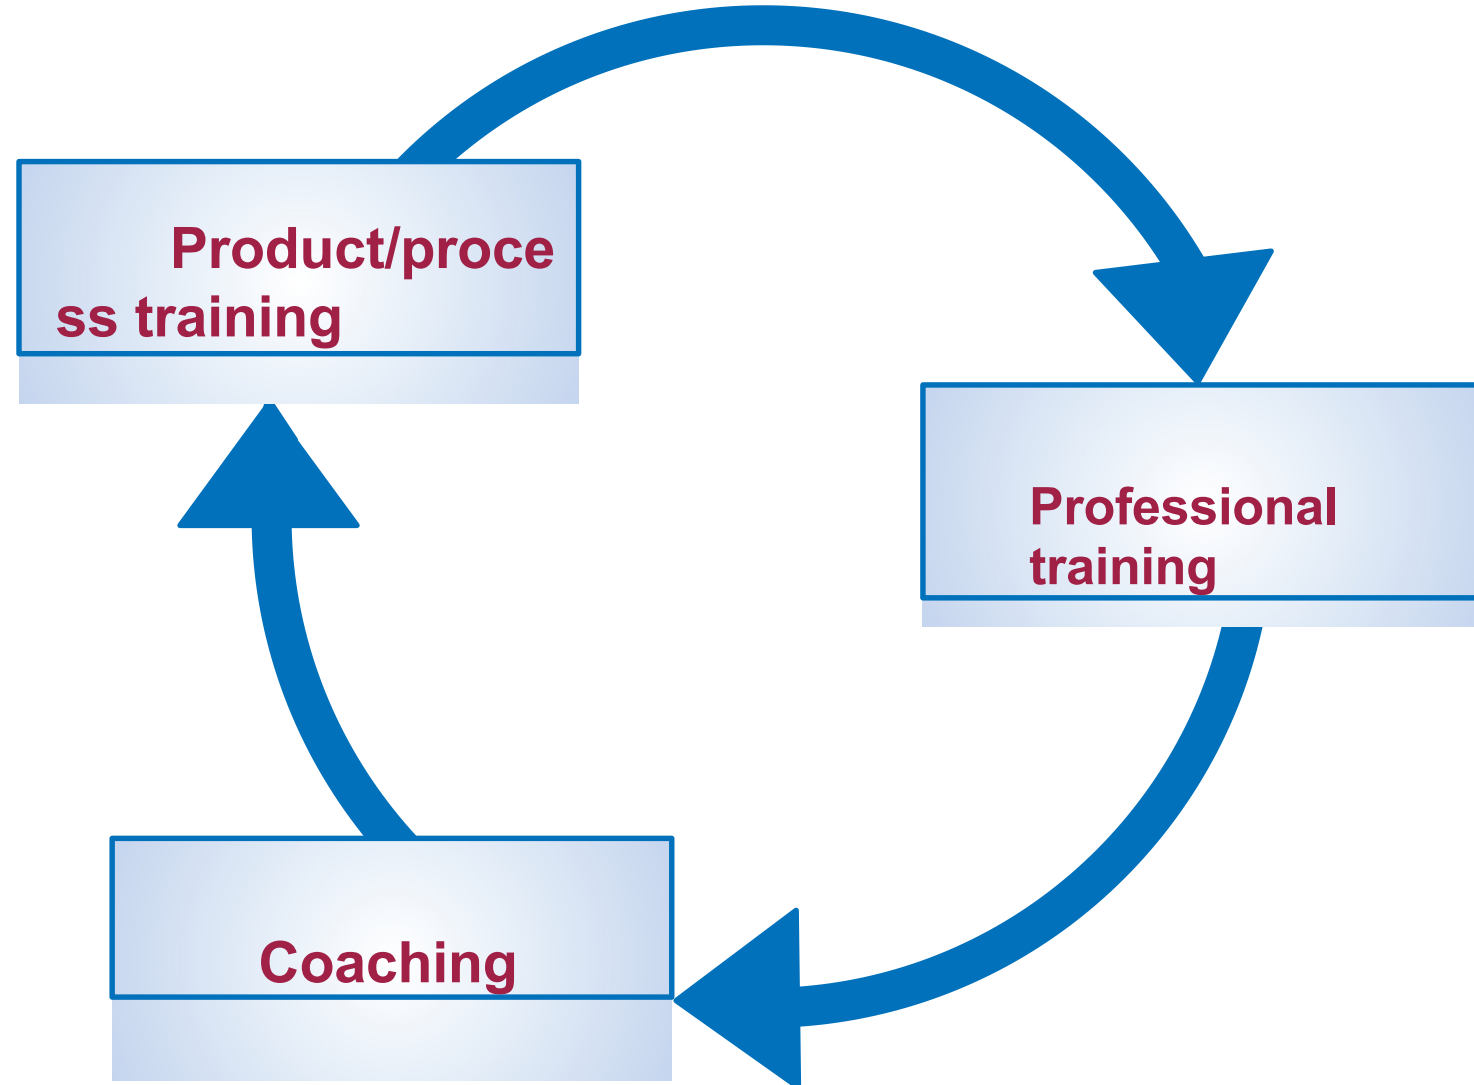 Product/proce
ss training
Professional
training
Coaching